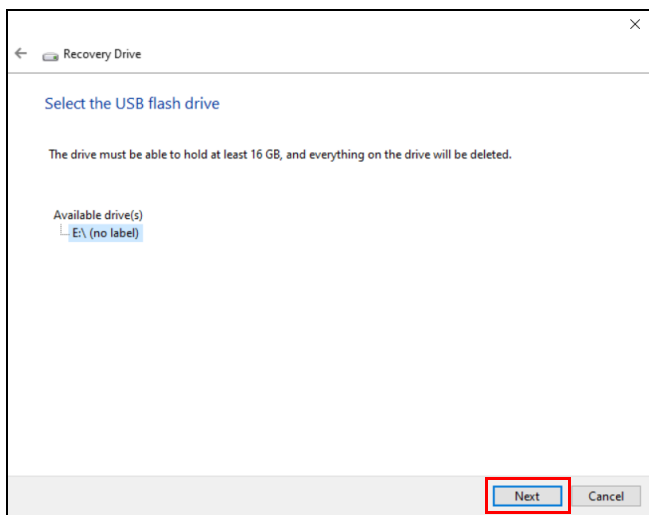 Recovery Drive
Select the USB flash drive
The drive must be able to hold at least 16 GB, and everything on the drive will be deleted.
Available drive(s)
E:\ (no label)
Next Cancel